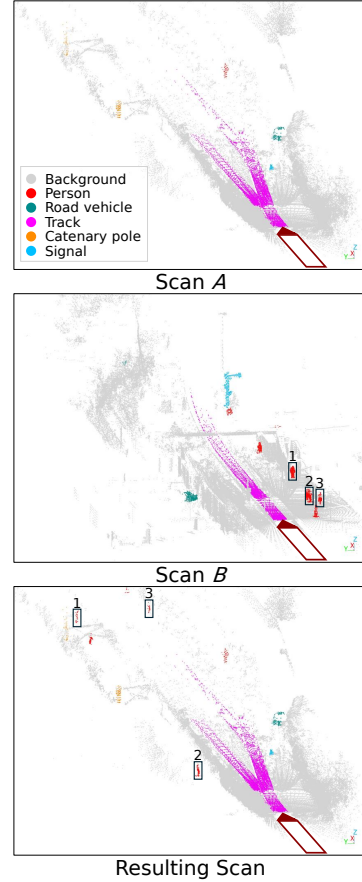 Background
Person
Road vehicle
Track
Catenary pole
Signal
Z
X
Y
Scan A
1
2 3
Z
X
Y
Scan B
1
3
2
Z
X
Y
Resulting Scan